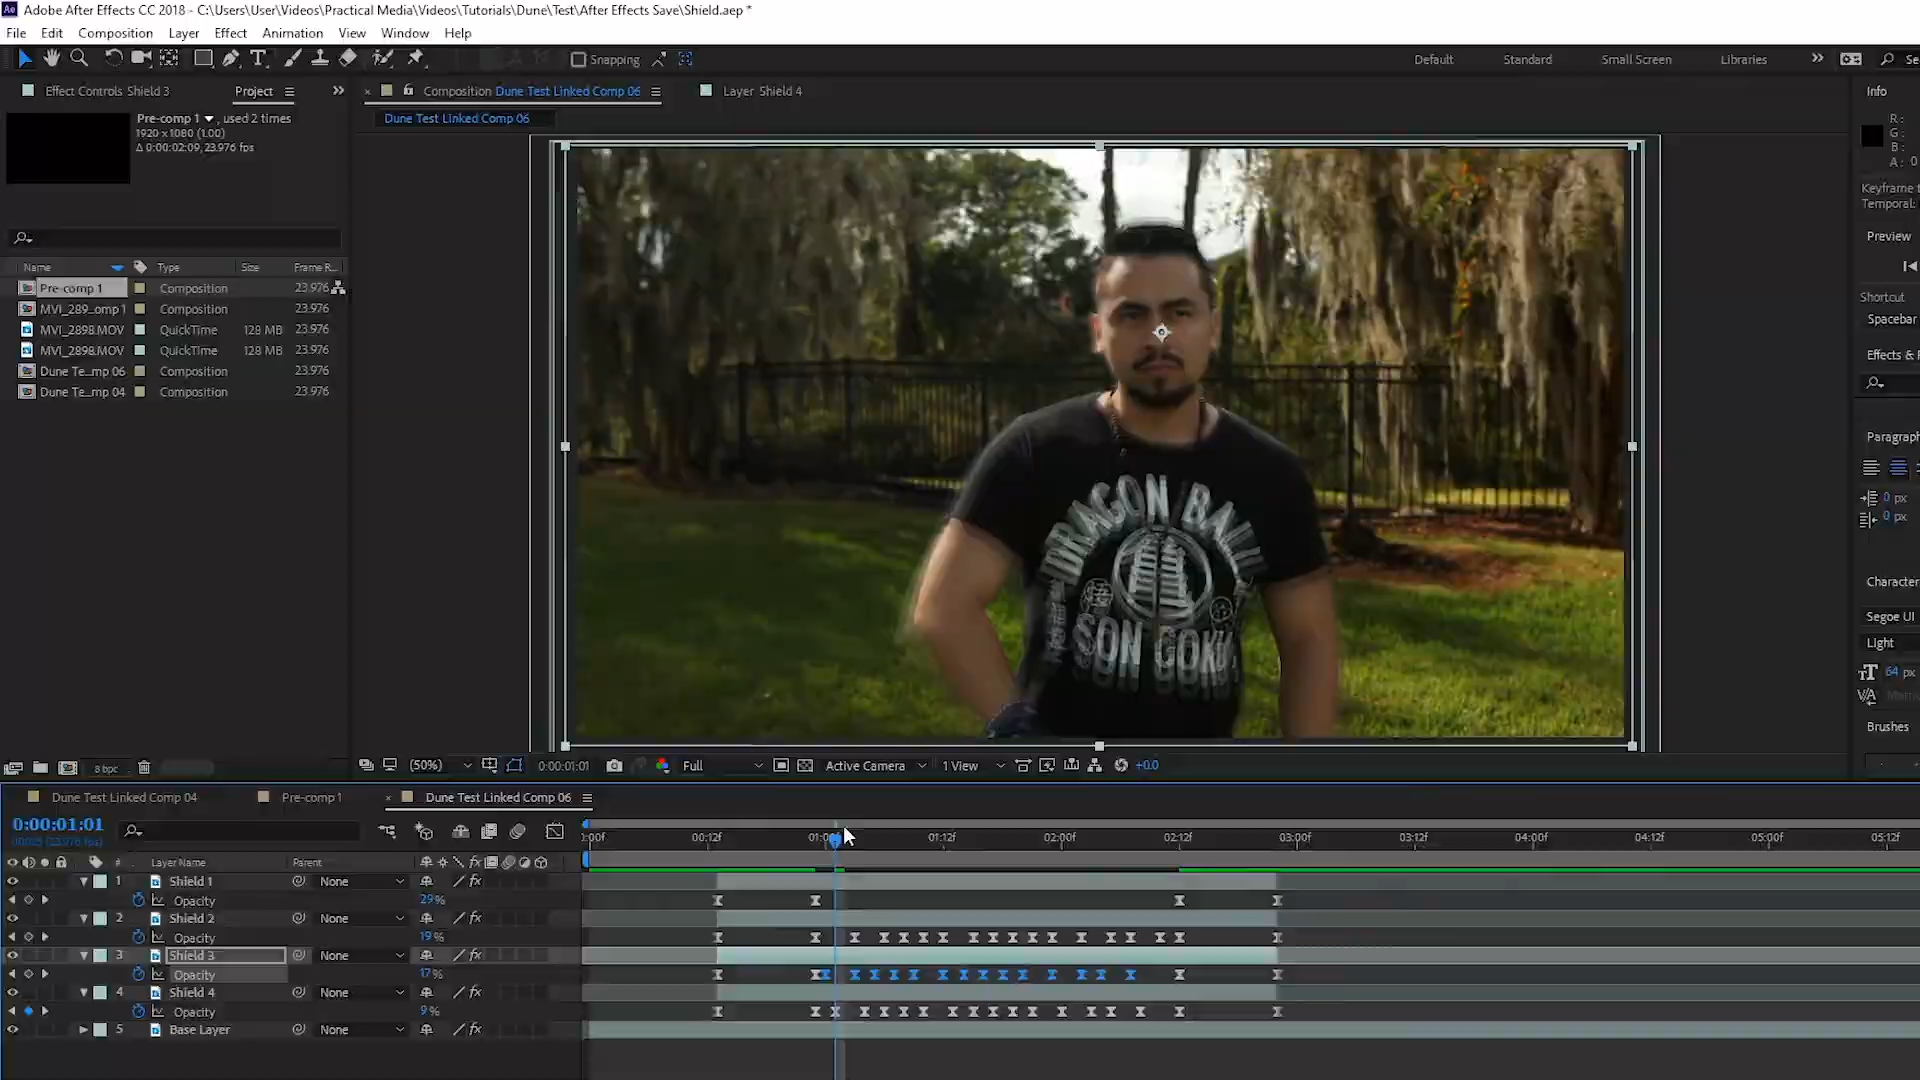 Adobe After Effects CC 2018 - C:\Users\User\Videos\Practical Media\Videos\Tutorials\Dune\Test\After Effects Save\Shield.aep *
File Edit Composition Layer Effect Animation View Window Help
Snapping Default Standard Small Screen Libraries » Se
Effect Controls Shield 3 Project ≡ » × Composition Dune Test Linked Comp 06 ≡ Layer Shield 4 Info
Pre-comp 1 , used 2 times
1920 x 1080 (1.00)
Δ 0:00:02:09, 23.976 fps
Dune Test Linked Comp 06
R:
G:
B:
A: 0
Keyframe t
Temporal:
Preview
Shortcut
Spacebar
Effects & P
Paragraph
0 px
0 px
Character
Segoe UI
Light
64 px
Brushes
Name Type Size Frame R...
Pre-comp 1 Composition 23.976
MVI_289_omp 1 Composition 23.976
MVI_2898.MOV QuickTime 128 MB 23.976
MVI_2898.MOV QuickTime 128 MB 23.976
Dune Te_mp 06 Composition 23.976
Dune Te_mp 04 Composition 23.976
DRAGON BALL
SON GOKU
8 bpc (50%) 0:00:01:01 Full Active Camera 1 View +0.0
Dune Test Linked Comp 04 Pre-comp 1 × Dune Test Linked Comp 06 ≡
0:00:01:01
:00f 00:12f 01:00f 01:12f 02:00f 02:12f 03:00f 03:12f 04:00f 04:12f 05:00f 05:12f
# Layer Name Parent fx
1 Shield 1 None fx
Opacity 29%
2 Shield 2 None fx
Opacity 19%
3 Shield 3 None fx
Opacity 17%
4 Shield 4 None fx
Opacity 9%
5 Base Layer None fx